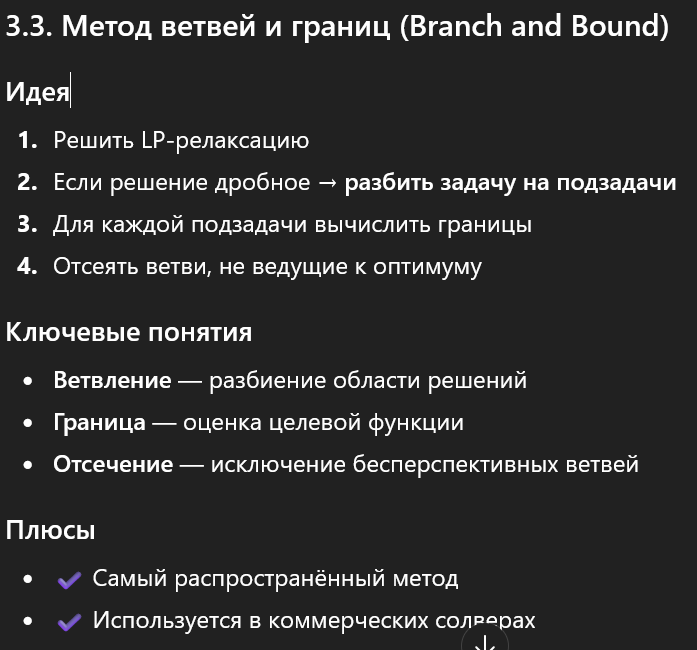 3.3. Метод ветвей и границ (Branch and Bound)
Идея
1. Решить LP-релаксацию
2. Если решение дробное → разбить задачу на подзадачи
3. Для каждой подзадачи вычислить границы
4. Отсеять ветви, не ведущие к оптимуму
Ключевые понятия
• Ветвление — разбиение области решений
• Граница — оценка целевой функции
• Отсечение — исключение бесперспективных ветвей
Плюсы
• ✔ Самый распространённый метод
• ✔ Используется в коммерческих солверах